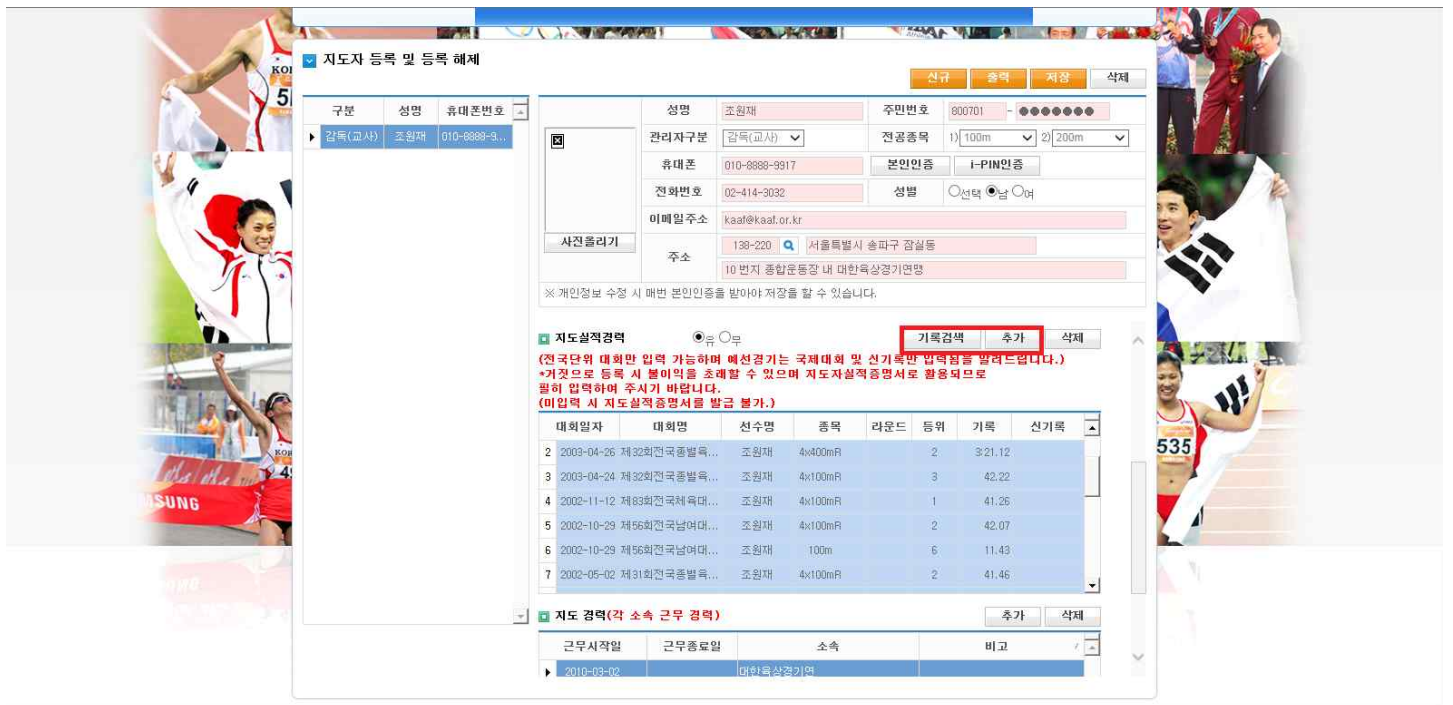 지도자 등록 및 등록 해제
신규 출력 저장 삭제
구분 성명 휴대폰번호
감독(교사) 조원재 010-8888-9...
성명 조원재 주민번호 800701 - ●●●●●●●
관리자구분 감독(교사) 전공종목 1) 100m 2) 200m
휴대폰 010-8888-9917 본인인증 i-PIN인증
전화번호 02-414-3032 성별 선택 남 여
이메일주소 kaaf@kaaf.or.kr
사진올리기
주소 138-220 서울특별시 송파구 잠실동
10 번지 종합운동장 내 대한육상경기연맹
※ 개인정보 수정 시 매번 본인인증을 받아야 저장을 할 수 있습니다.
지도실적경력 유 무 기록검색 추가 삭제
(전국단위 대회만 입력 가능하며 예선경기는 국제대회 및 신기록만 입력됨을 알려드립니다.)
*거짓으로 등록 시 불이익을 초래할 수 있으며 지도자실적증명서로 활용되므로
필히 입력하여 주시기 바랍니다.
(미입력 시 지도실적증명서를 발급 불가.)
대회일자 대회명 선수명 종목 라운드 등위 기록 신기록
2 2003-04-26 제32회전국종별육... 조원재 4x400mR 2 3:21.12
3 2003-04-24 제32회전국종별육... 조원재 4x100mR 3 42.22
4 2002-11-12 제83회전국체육대... 조원재 4x100mR 1 41.26
5 2002-10-29 제56회전국남여대... 조원재 4x100mR 2 42.07
6 2002-10-29 제56회전국남여대... 조원재 100m 6 11.43
7 2002-05-02 제31회전국종별육... 조원재 4x100mR 2 41.46
지도 경력(각 소속 근무 경력) 추가 삭제
근무시작일 근무종료일 소속 비고
2010-03-02 대한육상경기연
535